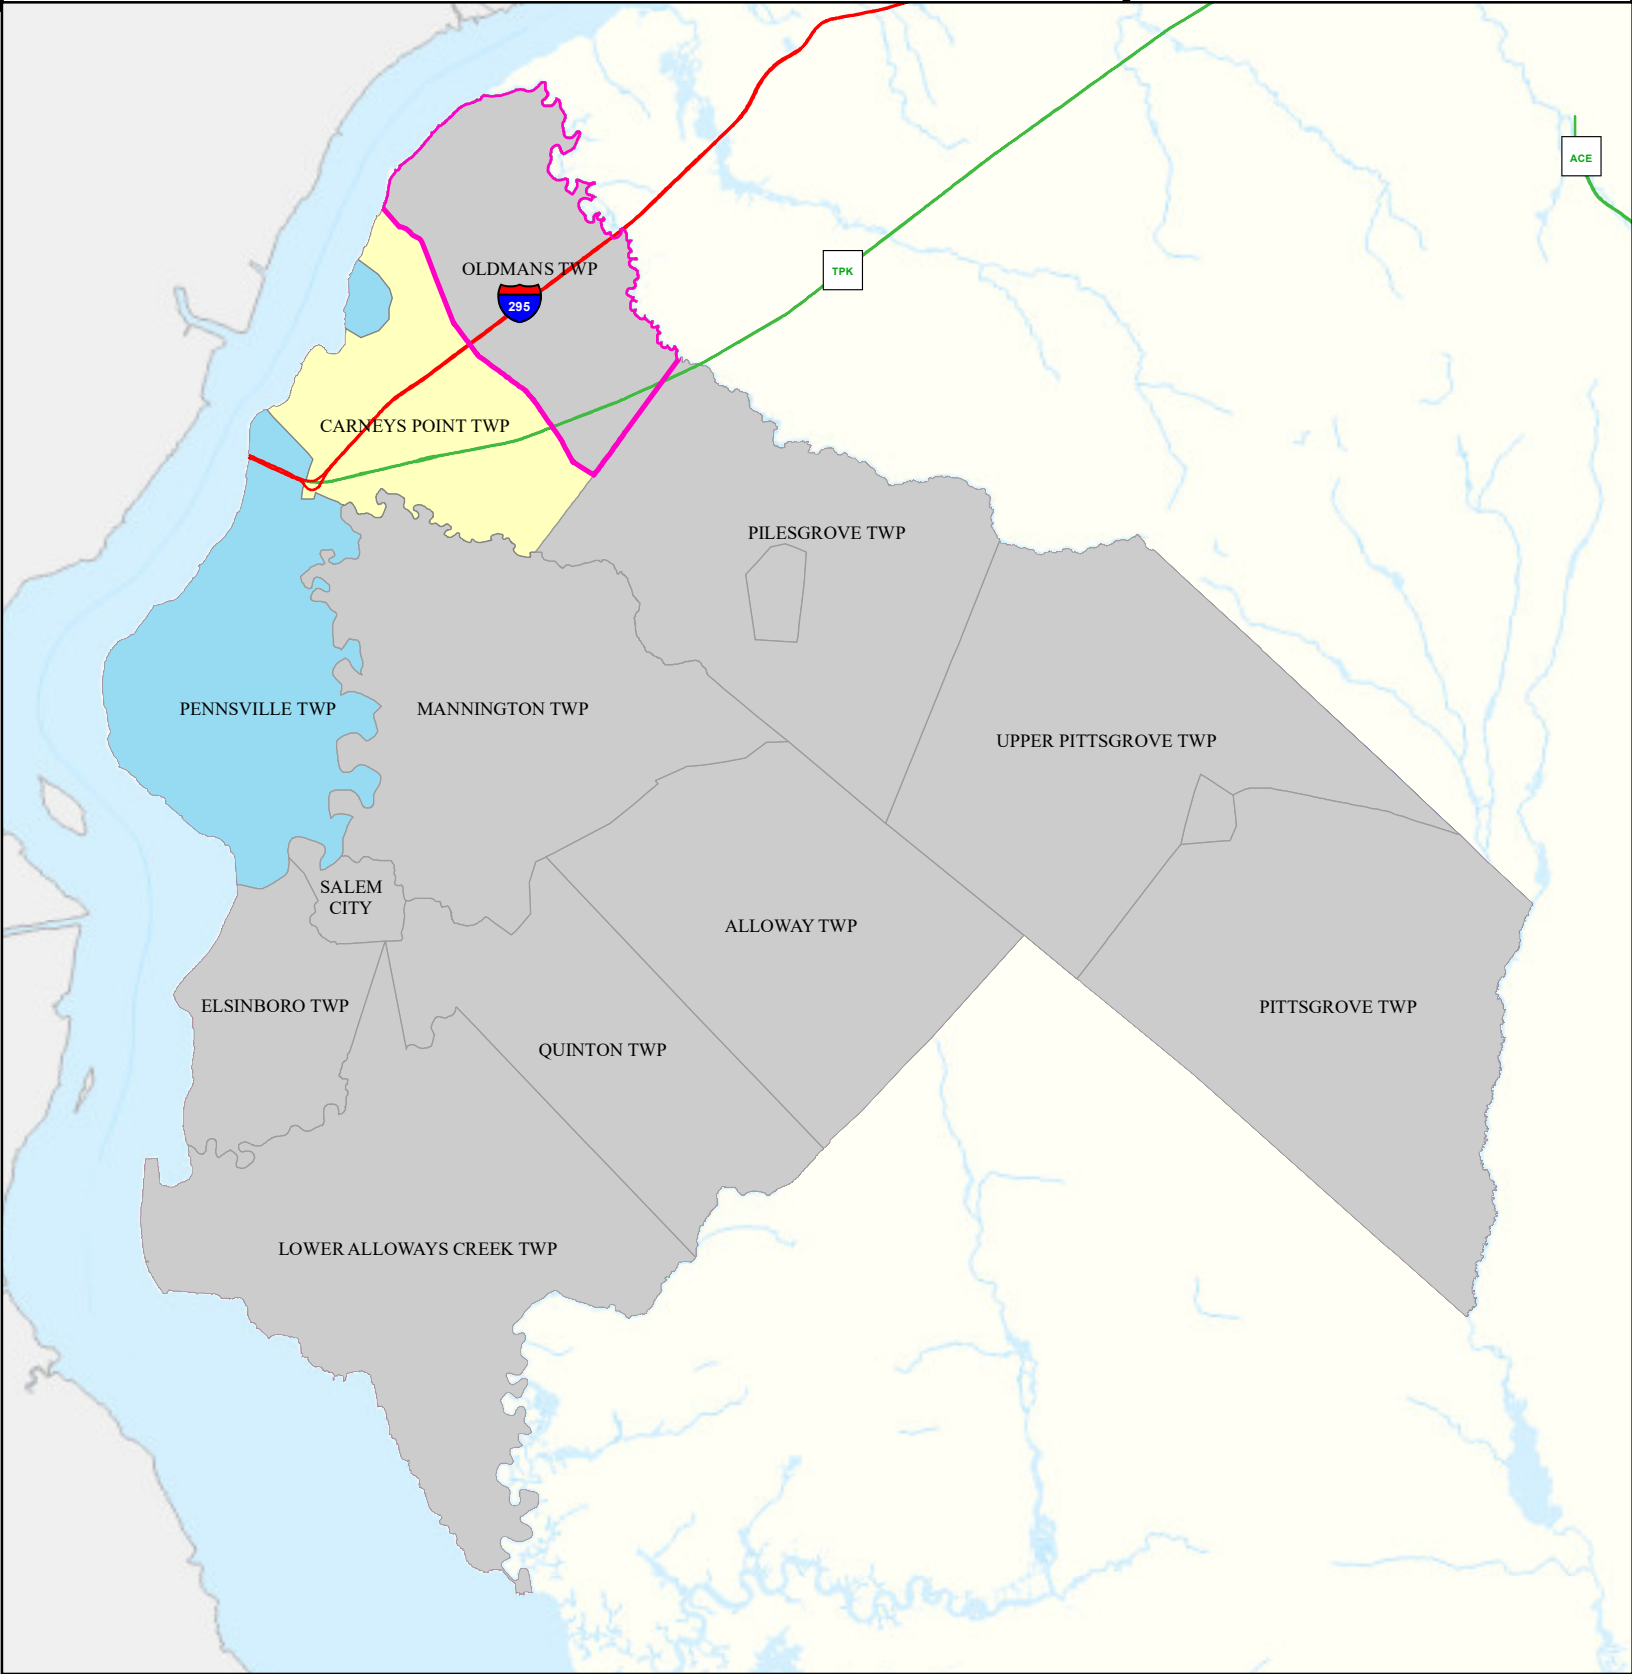 ACE
OLDMANS TWP
TPK
295
CARNEYS POINT TWP
PILESGROVE TWP
PENNSVILLE TWP
MANNINGTON TWP
UPPER PITTSGROVE TWP
SALEM
CITY
ALLOWAY TWP
ELSINBORO TWP
PITTSGROVE TWP
QUINTON TWP
LOWER ALLOWAYS CREEK TWP